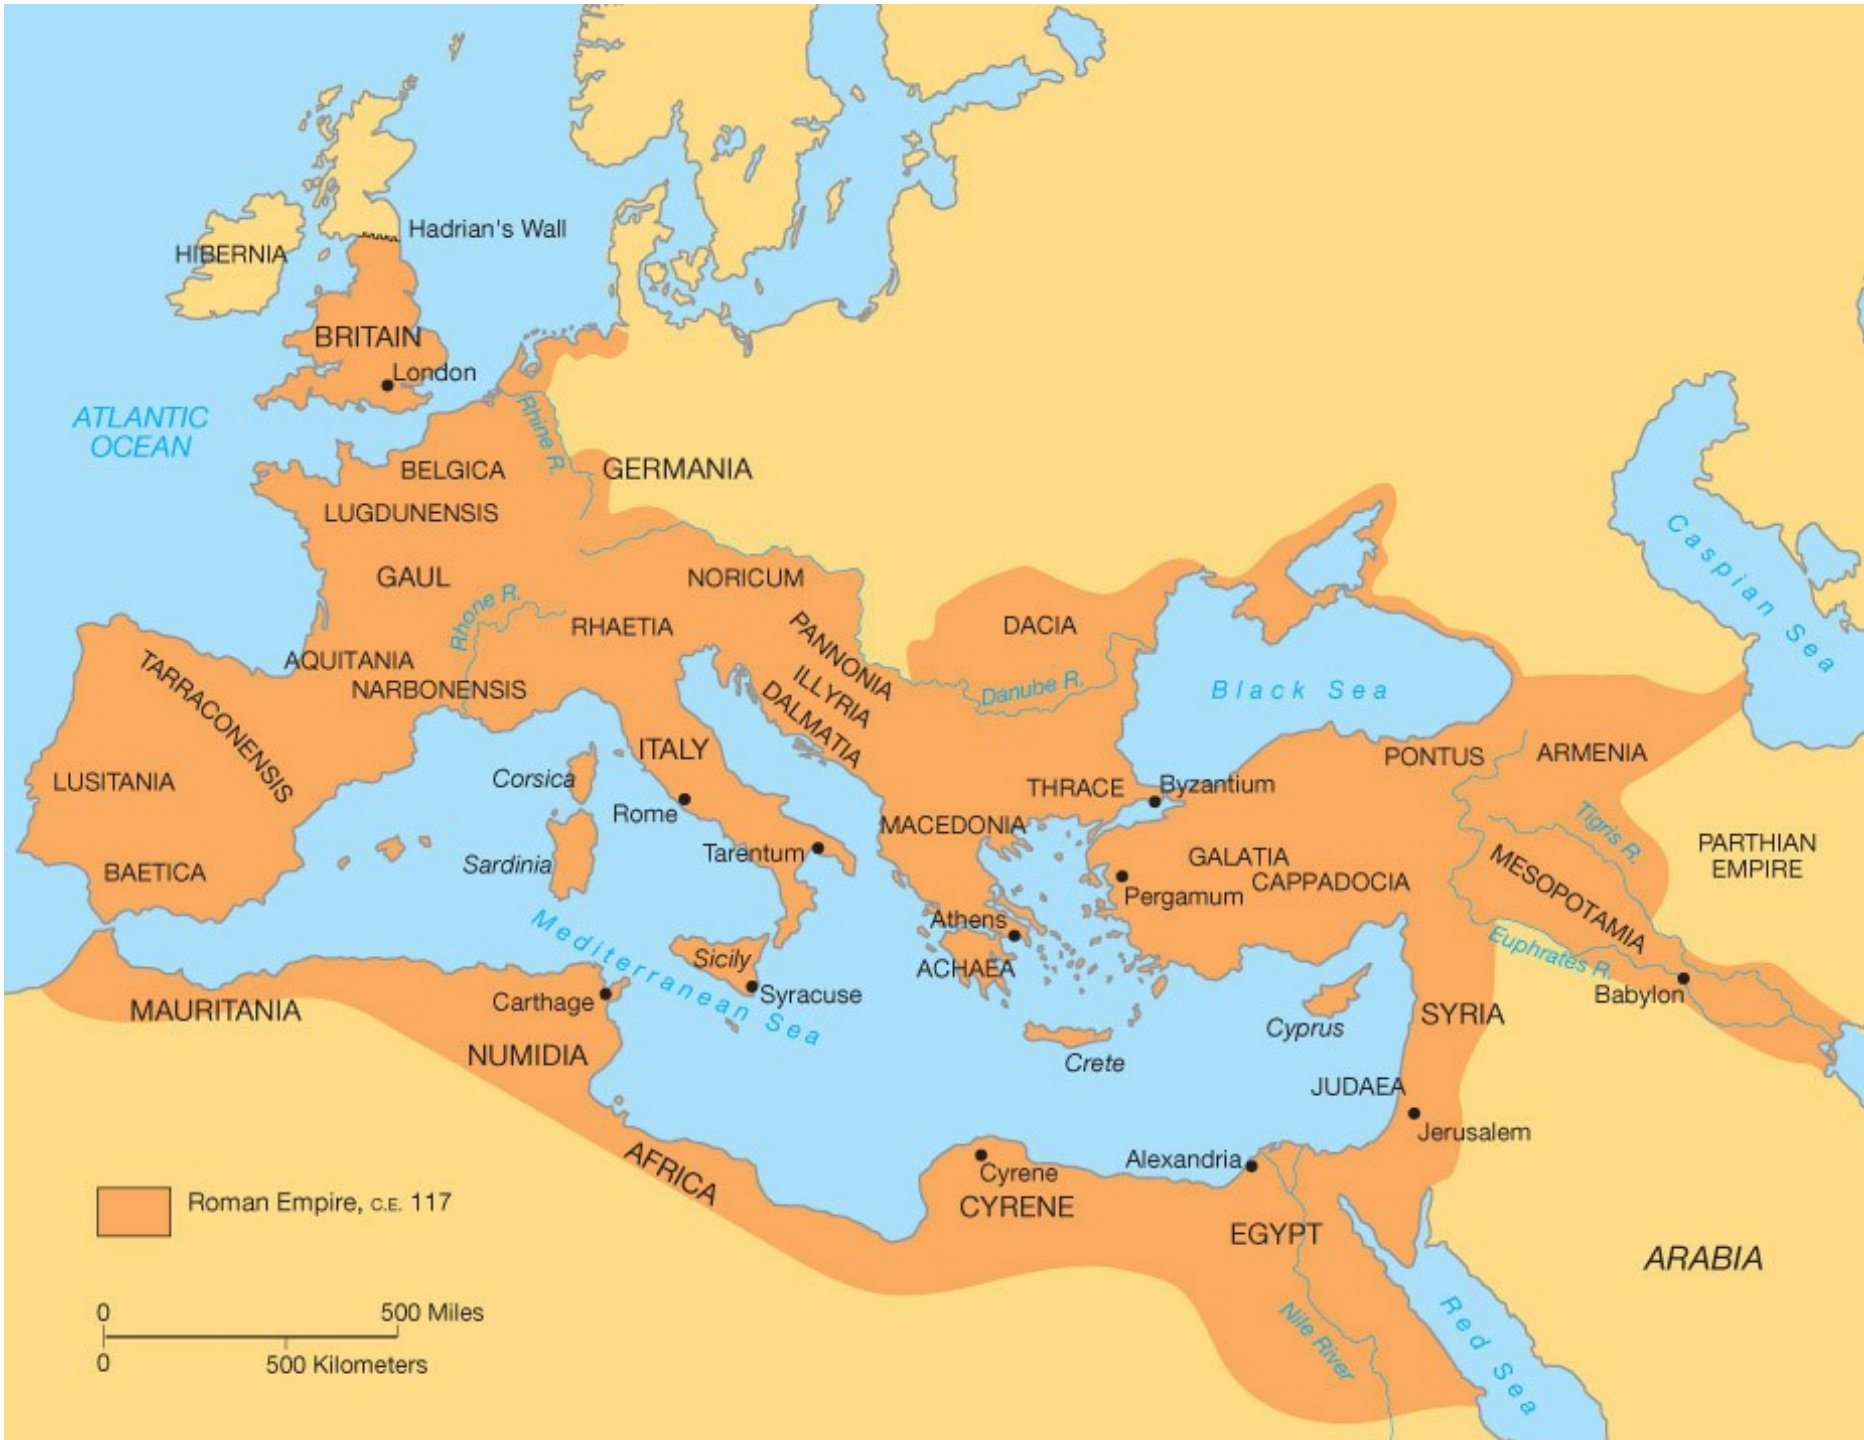 Hadrian's Wall
HIBERNIA
BRITAIN
London
ATLANTIC
OCEAN
Rhine R.
BELGICA
GERMANIA
LUGDUNENSIS
GAUL
NORICUM
Rhone R.
RHAETIA
DACIA
Caspian Sea
AQUITANIA
NARBONENSIS
TARRACONENSIS
PANNONIA
ILLYRIA
DALMATIA
Danube R.
Black Sea
ITALY
LUSITANIA
Corsica
Rome
PONTUS
ARMENIA
THRACE
Byzantium
MACEDONIA
Tigris R.
PARTHIAN
EMPIRE
Tarentum
Sardinia
BAETICA
GALATIA
CAPPADOCIA
Pergamum
MESOPOTAMIA
Athens
Mediterranean Sea
Sicily
ACHAEA
Euphrates R.
Babylon
Syracuse
Carthage
MAURITANIA
NUMIDIA
Crete
Cyprus
SYRIA
JUDAEA
Jerusalem
AFRICA
Cyrene
CYRENE
Alexandria
EGYPT
Nile River
Red Sea
ARABIA
Roman Empire, C.E. 117
0 500 Miles
0 500 Kilometers